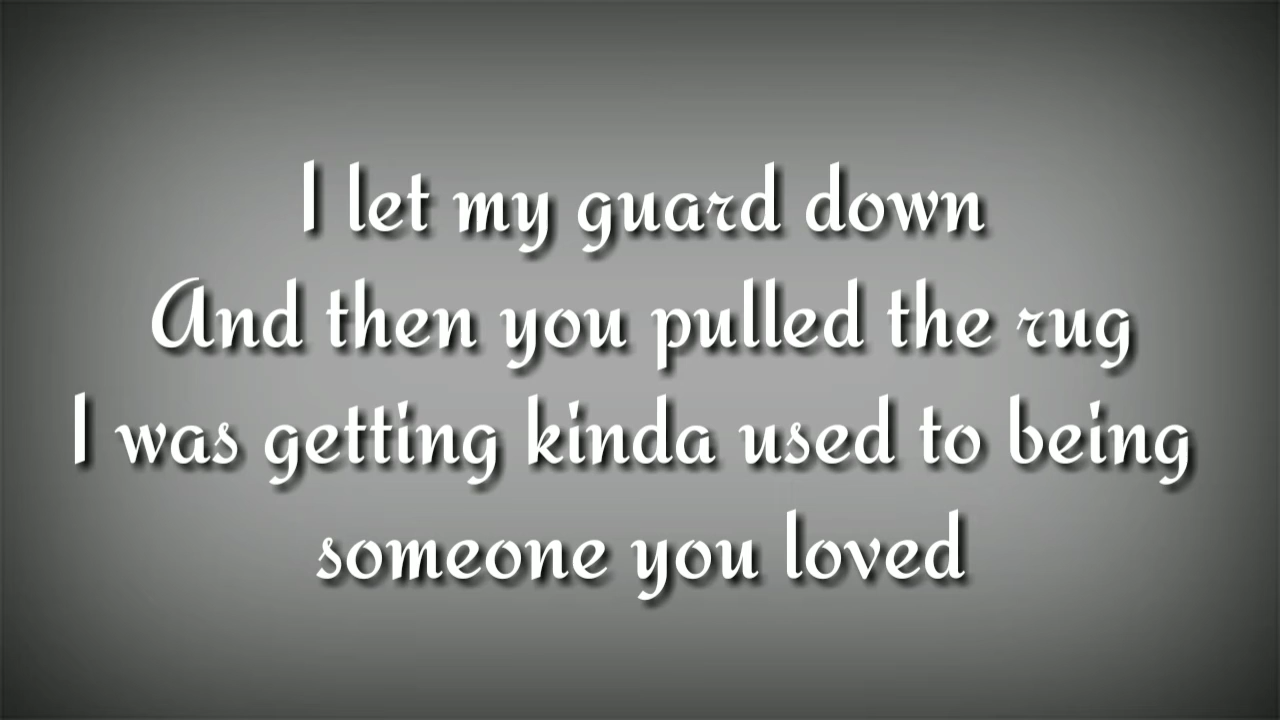 I let my guard down
And then you pulled the rug
I was getting kinda used to being
someone you loved